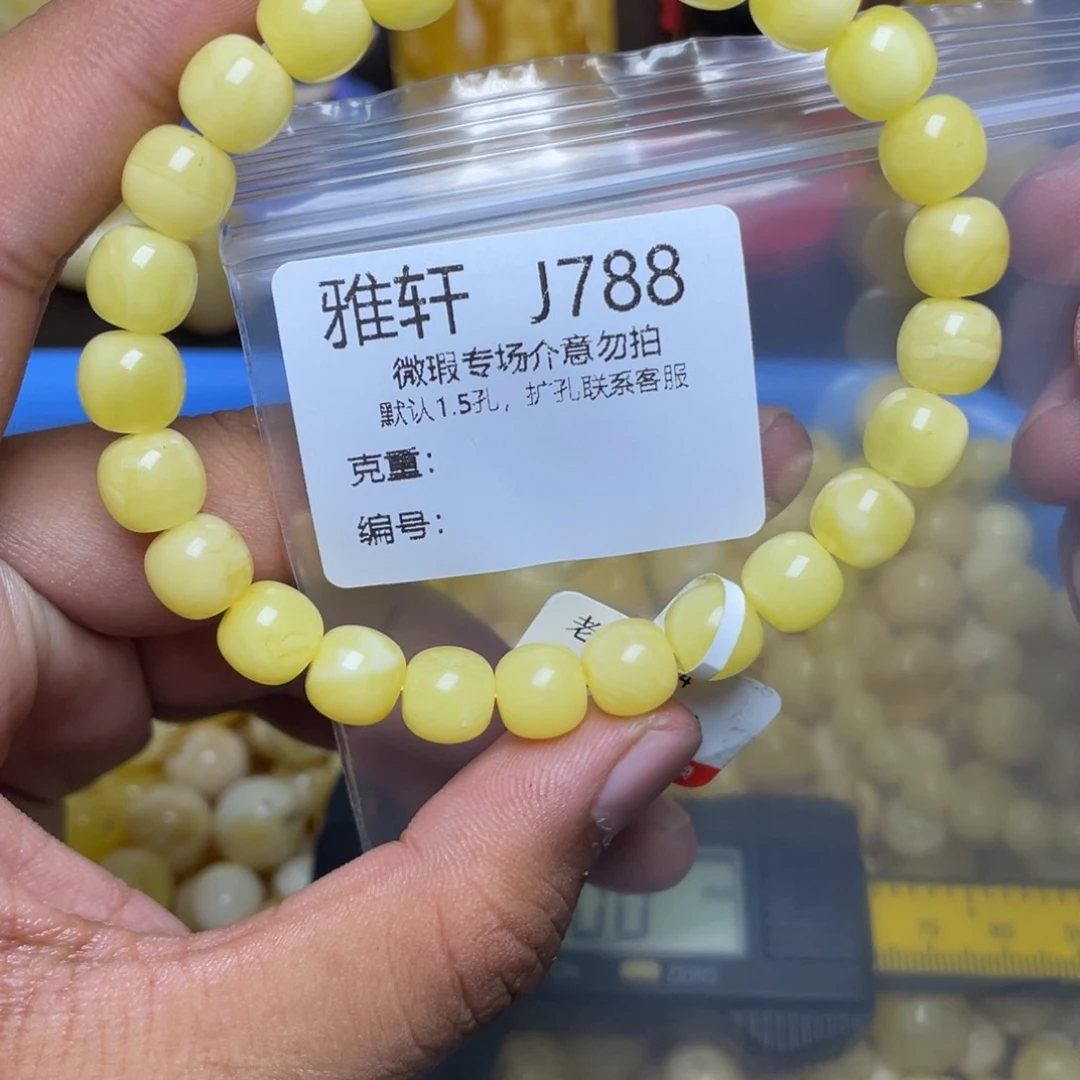 雅轩 J788
微瑕专场介意勿拍
默认1.5孔，扩孔联系客服
克重：
编号：
老